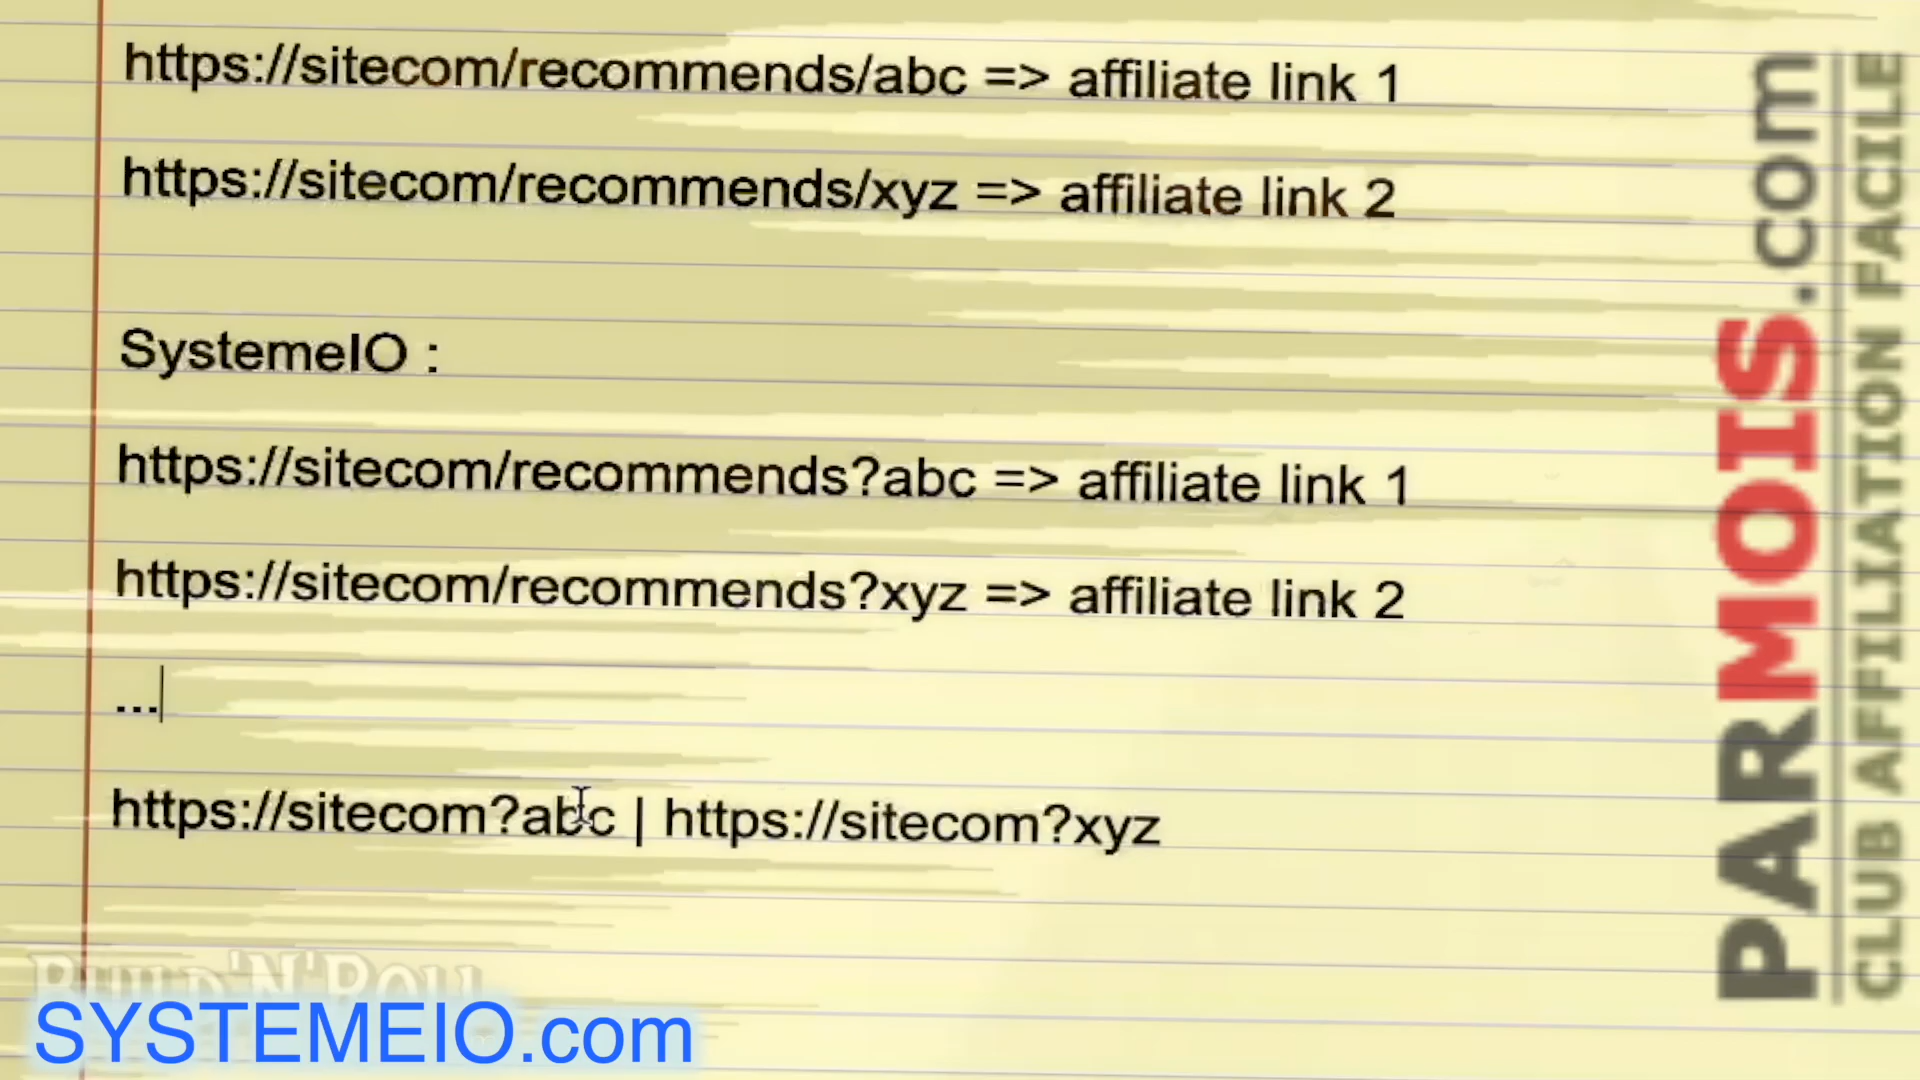 https://sitecom/recommends/abc => affiliate link 1
https://sitecom/recommends/xyz => affiliate link 2
SystemeIO :
https://sitecom/recommends?abc => affiliate link 1
https://sitecom/recommends?xyz => affiliate link 2
...
https://sitecom?abc | https://sitecom?xyz
BUILD'N'ROLL
SYSTEMEIO.com
PARMOIS.com
CLUB AFFILIATION FACILE